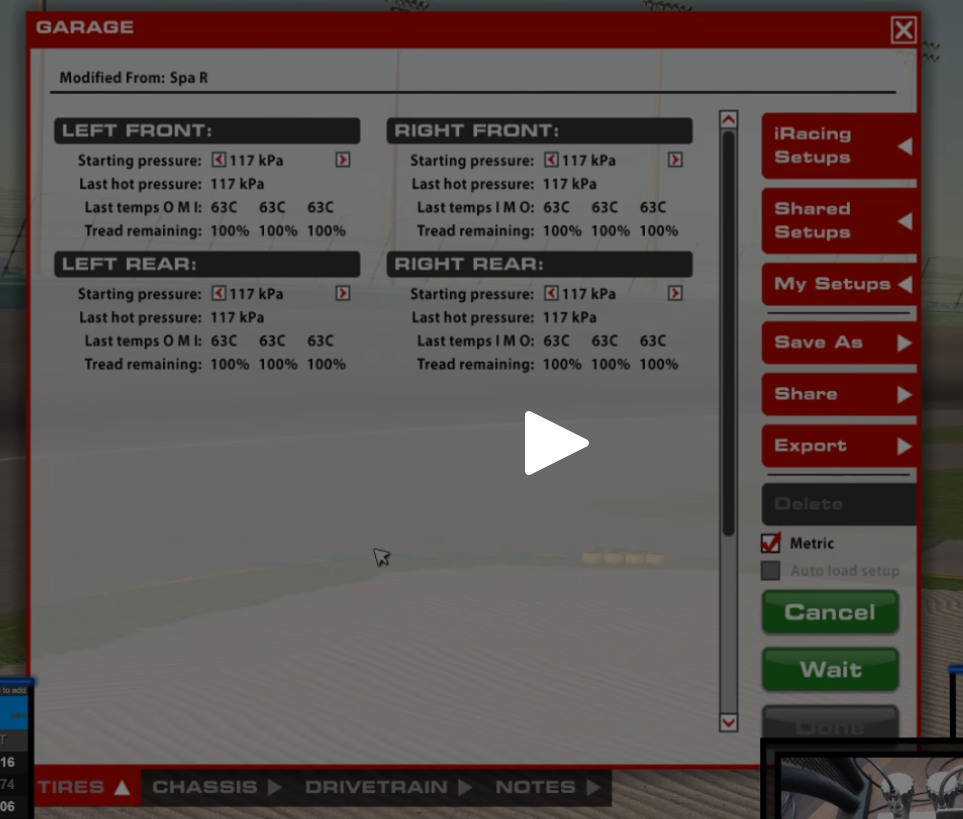 GARAGE
Modified From: Spa R
LEFT FRONT:
Starting pressure: 117 kPa
Last hot pressure: 117 kPa
Last temps O M I: 63C 63C 63C
Tread remaining: 100% 100% 100%
RIGHT FRONT:
Starting pressure: 117 kPa
Last hot pressure: 117 kPa
Last temps I M O: 63C 63C 63C
Tread remaining: 100% 100% 100%
LEFT REAR:
Starting pressure: 117 kPa
Last hot pressure: 117 kPa
Last temps O M I: 63C 63C 63C
Tread remaining: 100% 100% 100%
RIGHT REAR:
Starting pressure: 117 kPa
Last hot pressure: 117 kPa
Last temps I M O: 63C 63C 63C
Tread remaining: 100% 100% 100%
iRacing
Setups
Shared
Setups
My Setups
Save As
Share
Export
Delete
Metric
Auto load setup
Cancel
Wait
Done
to add
T
16
74
06
TIRES CHASSIS DRIVETRAIN NOTES